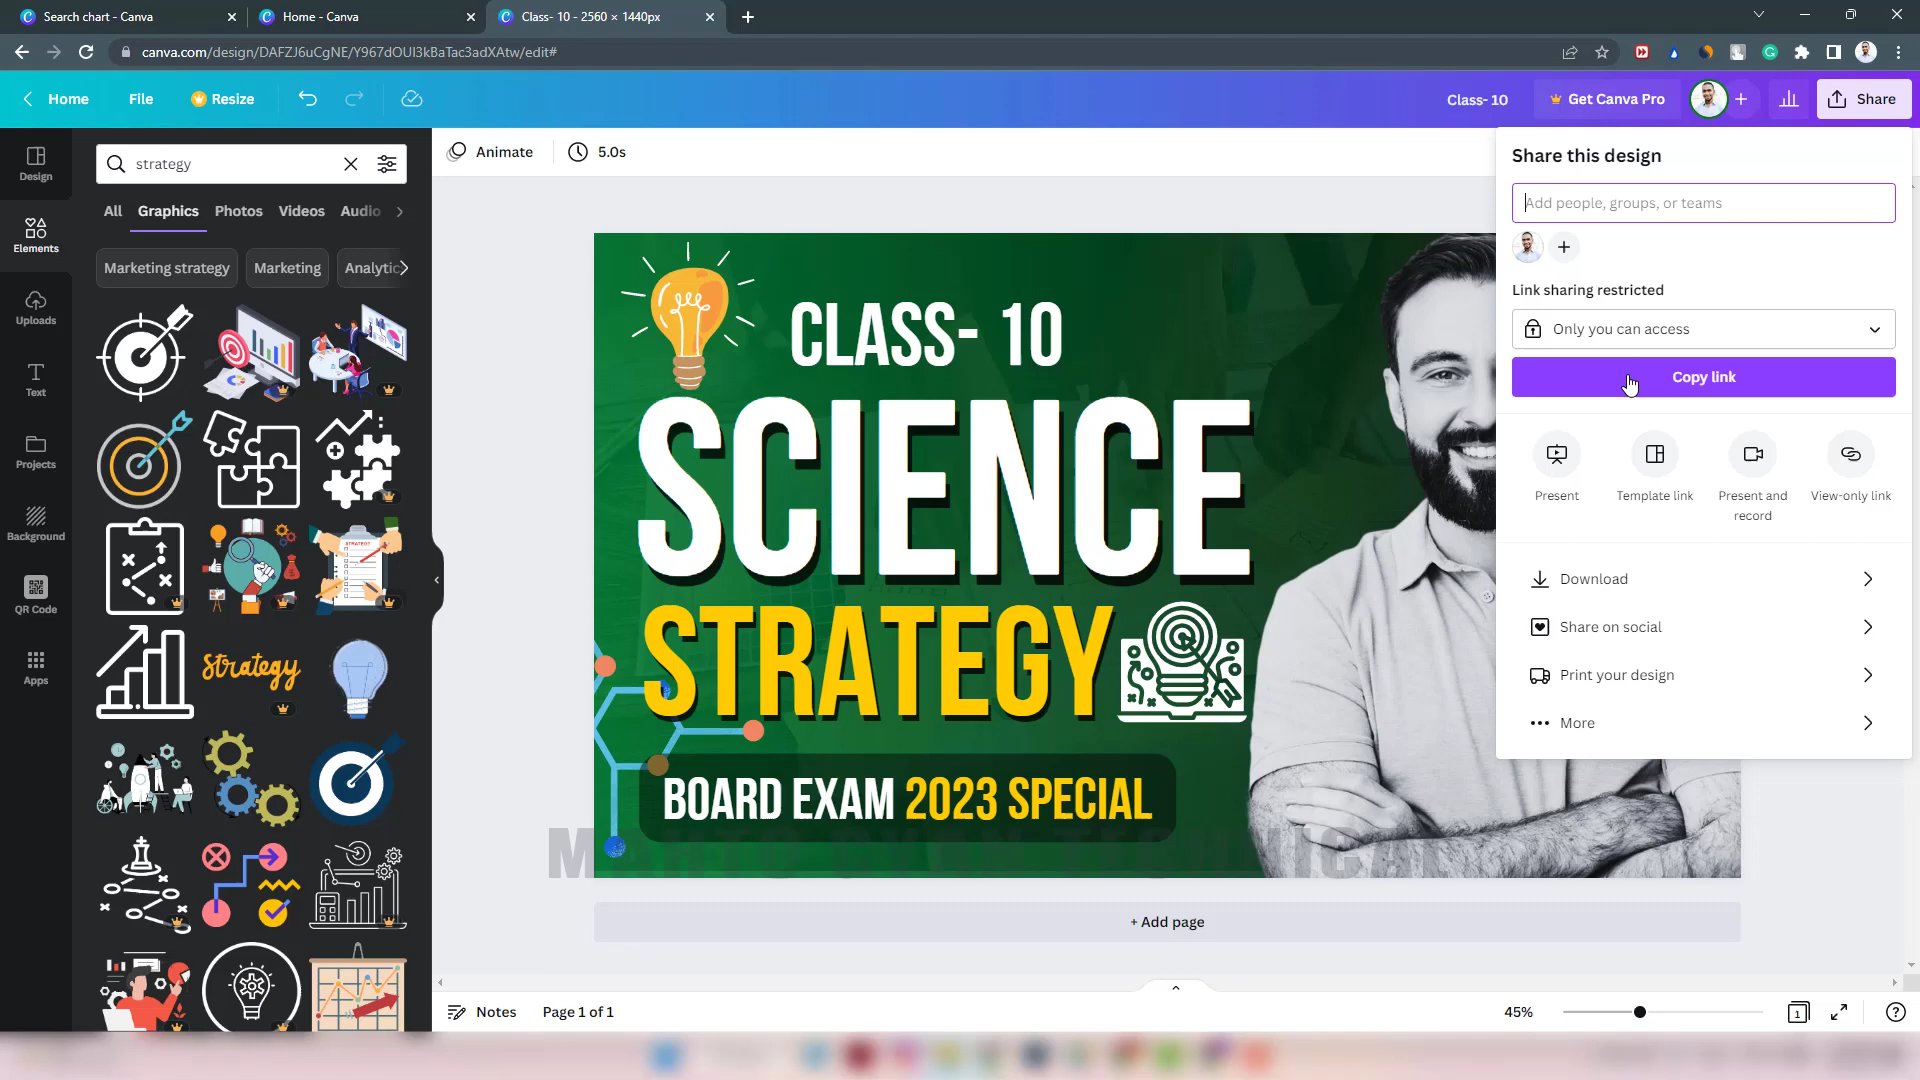 Search chart - Canva
Home - Canva
Class- 10 - 2560 × 1440px
canva.com/design/DAFZJ6uCgNE/Y967dOUI3kBaTac3adXAtw/edit#
Home
File
Resize
Class- 10
Get Canva Pro
Share
Design
Elements
Uploads
Text
Projects
Background
QR Code
Apps
strategy
All
Graphics
Photos
Videos
Audio
Marketing strategy
Marketing
Analytic
STRATEGY
Strategy
Animate
5.0s
CLASS- 10
SCIENCE
STRATEGY
BOARD EXAM 2023 SPECIAL
+ Add page
Notes
Page 1 of 1
45%
1
Share this design
Add people, groups, or teams
Link sharing restricted
Only you can access
Copy link
Present
Template link
Present and
record
View-only link
Download
Share on social
Print your design
More